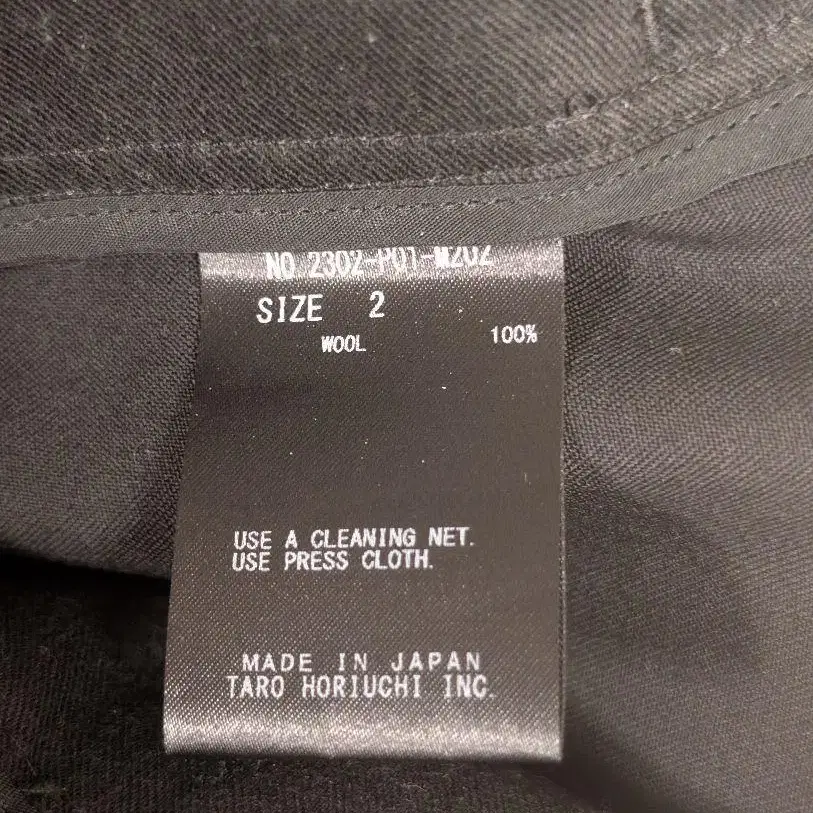 NO 2302-P01-M202
SIZE 2
WOOL 100%
USE A CLEANING NET.
USE PRESS CLOTH.
MADE IN JAPAN
TARO HORIUCHI INC.